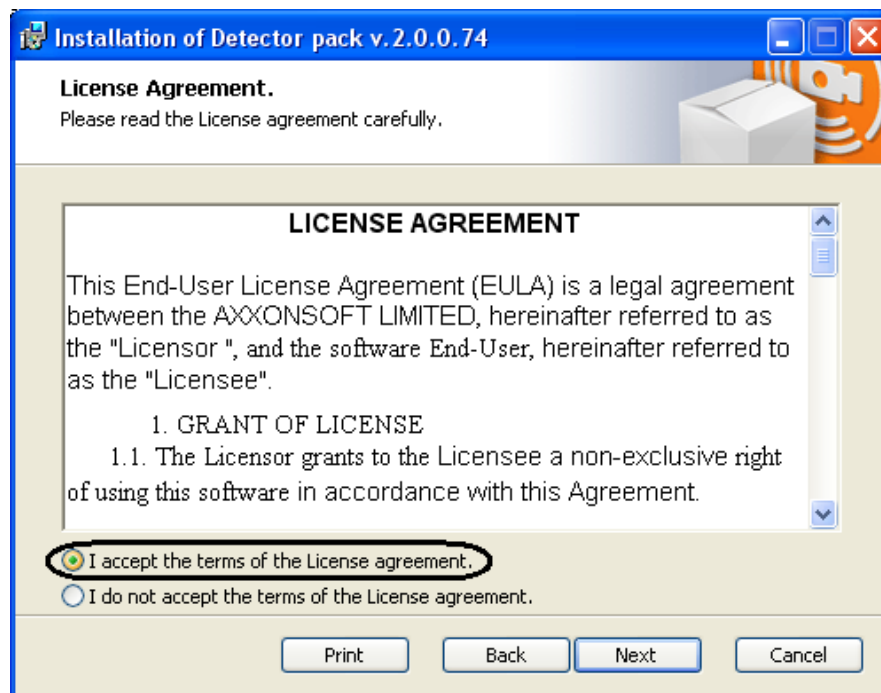 Installation of Detector pack v.2.0.0.74
License Agreement.
Please read the License agreement carefully.
LICENSE AGREEMENT
This End-User License Agreement (EULA) is a legal agreement
between the AXXONSOFT LIMITED, hereinafter referred to as
the "Licensor ", and the software End-User, hereinafter referred to
as the "Licensee".
1. GRANT OF LICENSE
1.1. The Licensor grants to the Licensee a non-exclusive right
of using this software in accordance with this Agreement.
I accept the terms of the License agreement.
I do not accept the terms of the License agreement.
Print Back Next Cancel